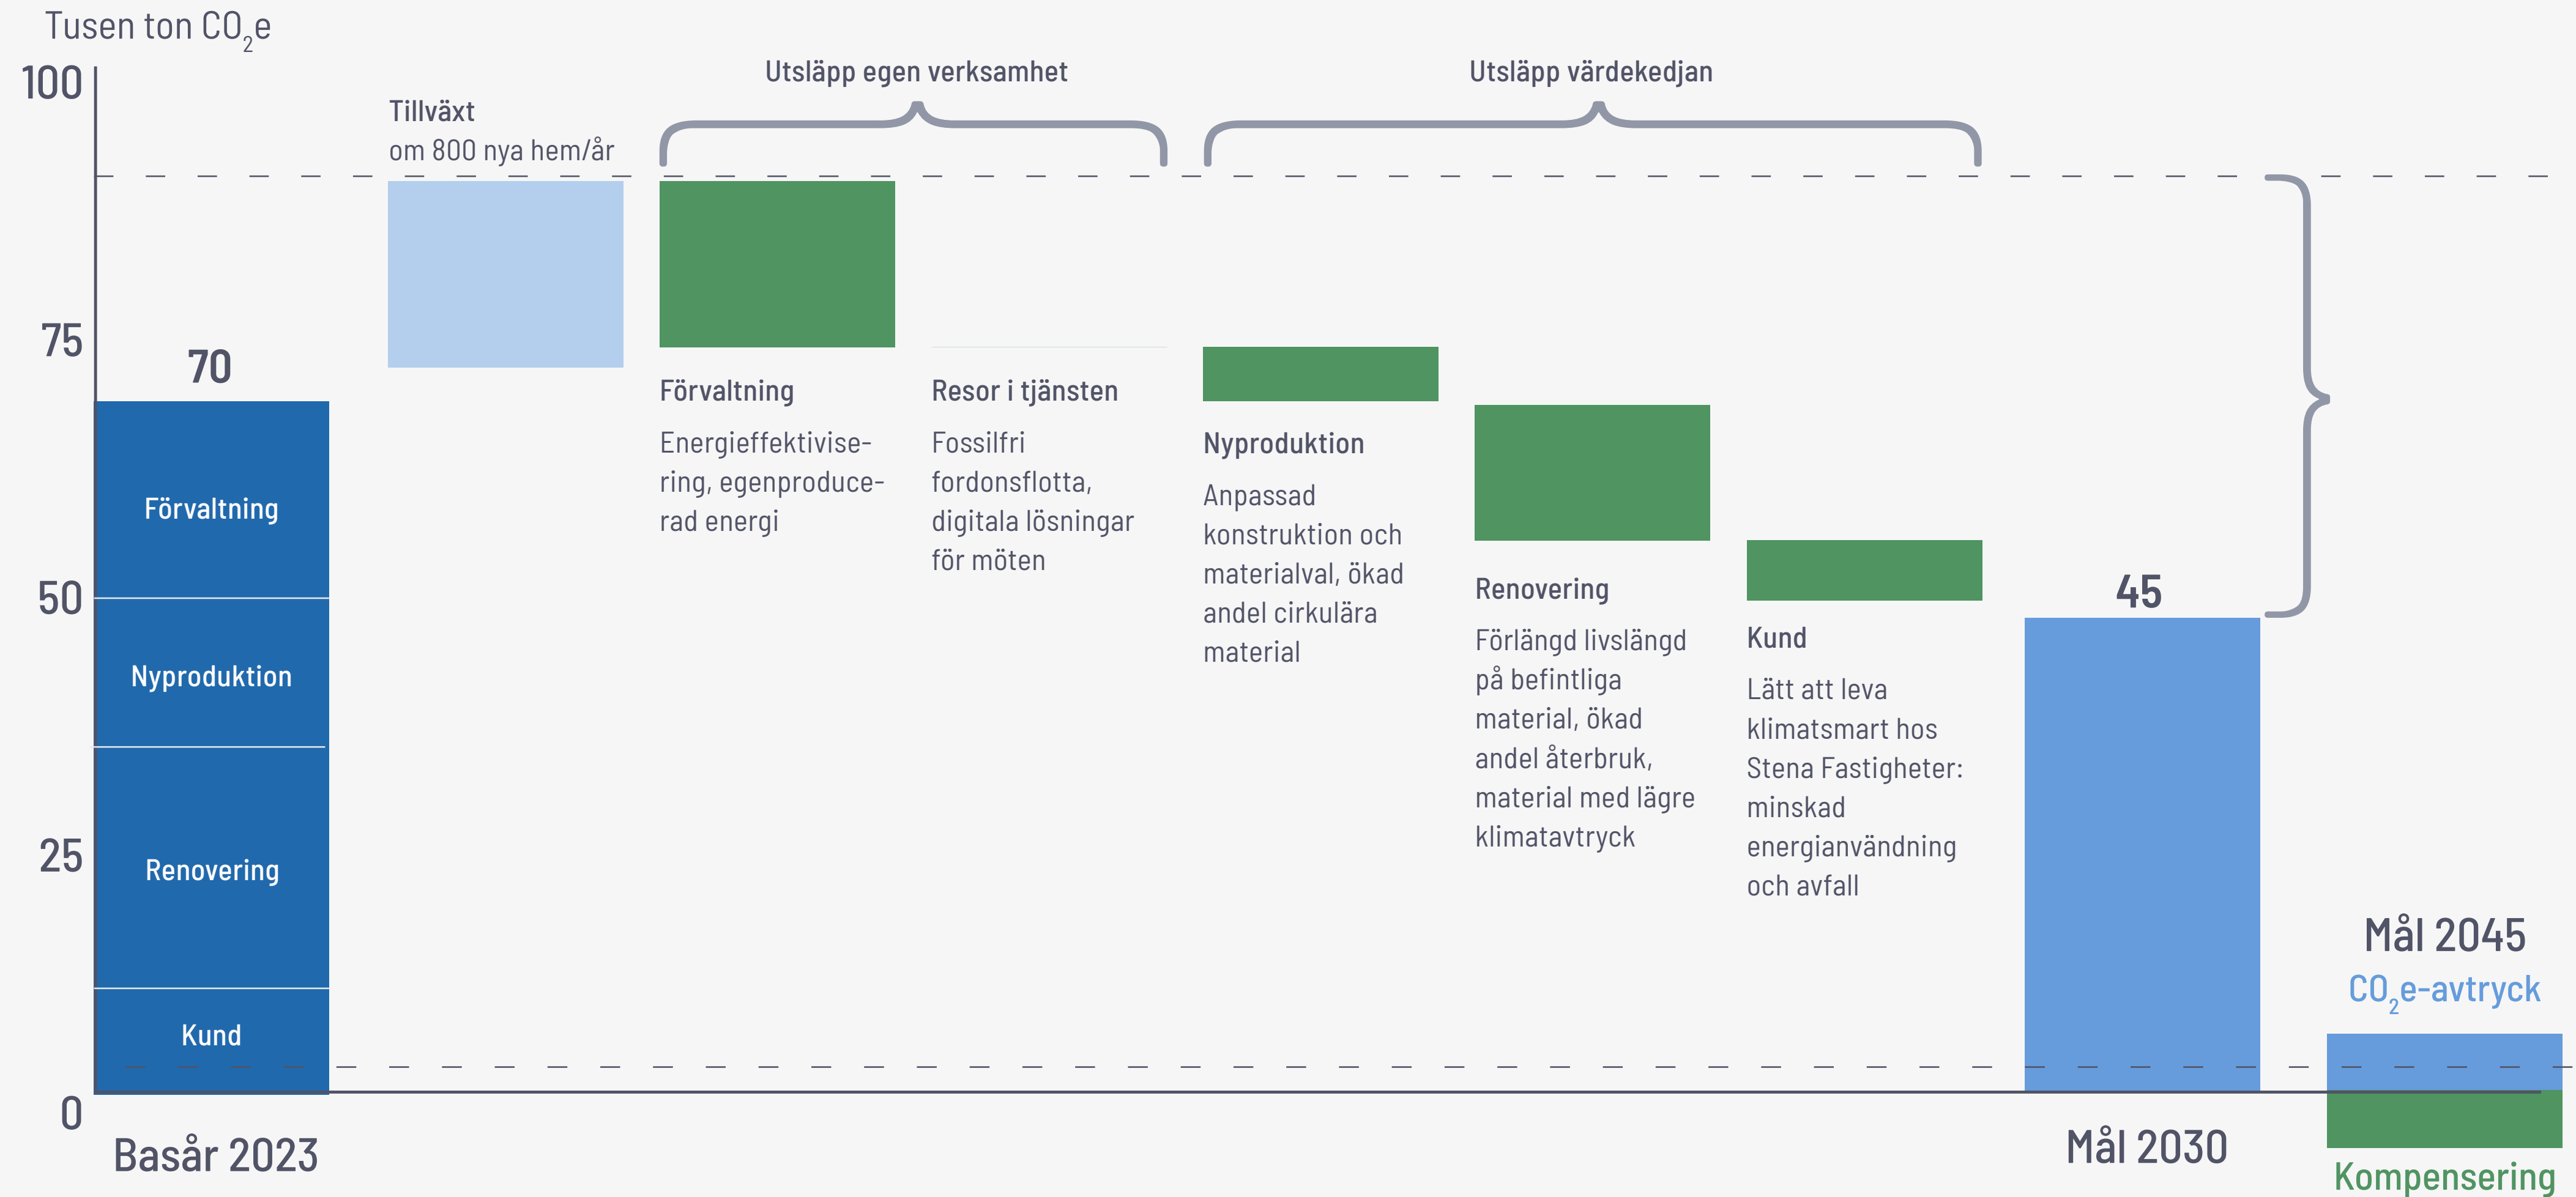 Tusen ton CO₂e
100
75
50
25
0
70
Förvaltning
Nyproduktion
Renovering
Kund
Basår 2023
Tillväxt
om 800 nya hem/år
Utsläpp egen verksamhet
Förvaltning
Energieffektivise-
ring, egenproduce-
rad energi
Resor i tjänsten
Fossilfri
fordonsflotta,
digitala lösningar
för möten
Utsläpp värdekedjan
Nyproduktion
Anpassad
konstruktion och
materialval, ökad
andel cirkulära
material
Renovering
Förlängd livslängd
på befintliga
material, ökad
andel återbruk,
material med lägre
klimatavtryck
Kund
Lätt att leva
klimatsmart hos
Stena Fastigheter:
minskad
energianvändning
och avfall
45
Mål 2030
Mål 2045
CO₂e-avtryck
Kompensering